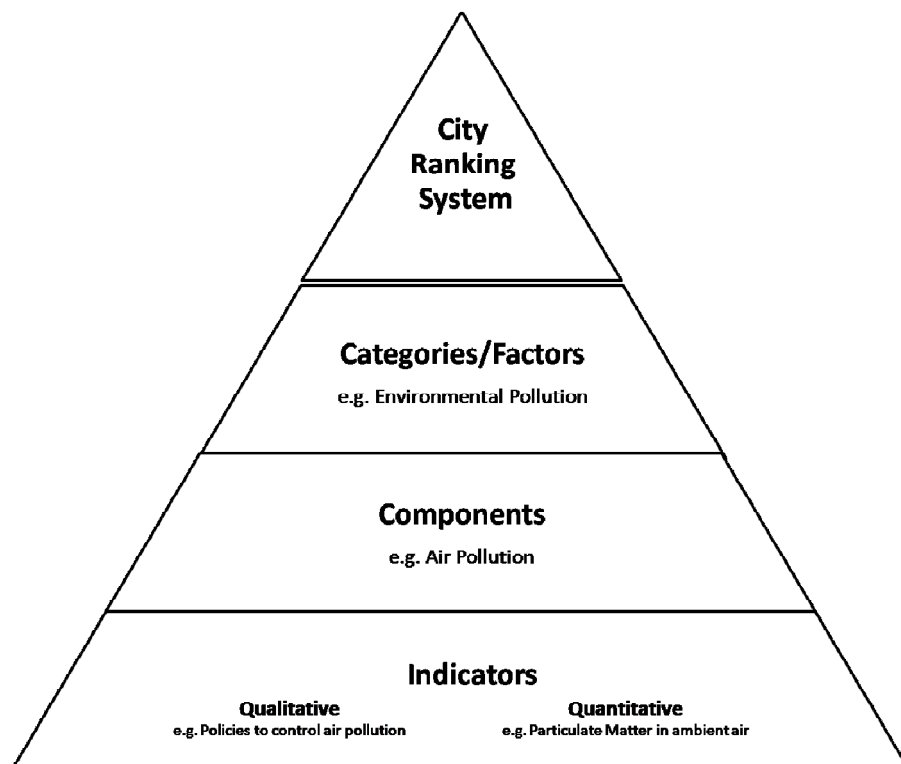 City
Ranking
System
Categories/Factors
e.g. Environmental Pollution
Components
e.g. Air Pollution
Indicators
Qualitative
e.g. Policies to control air pollution
Quantitative
e.g. Particulate Matter in ambient air